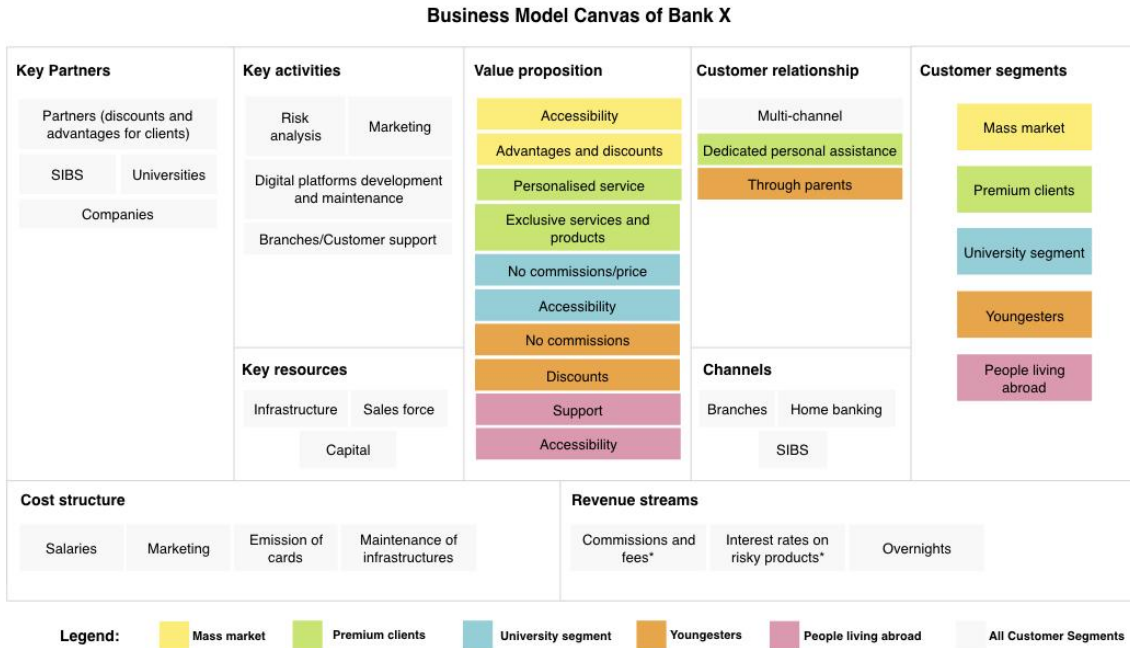 Business Model Canvas of Bank X
Key Partners
Partners (discounts and
advantages for clients)
SIBS
Universities
Companies
Key activities
Risk
analysis
Marketing
Digital platforms development
and maintenance
Branches/Customer support
Key resources
Infrastructure
Sales force
Capital
Value proposition
Accessibility
Advantages and discounts
Personalised service
Exclusive services and
products
No commissions/price
Accessibility
No commissions
Discounts
Support
Accessibility
Customer relationship
Multi-channel
Dedicated personal assistance
Through parents
Channels
Branches
Home banking
SIBS
Customer segments
Mass market
Premium clients
University segment
Youngesters
People living
abroad
Cost structure
Salaries
Marketing
Emission of
cards
Maintenance of
infrastructures
Revenue streams
Commissions and
fees*
Interest rates on
risky products*
Overnights
Legend:
Mass market
Premium clients
University segment
Youngesters
People living abroad
All Customer Segments